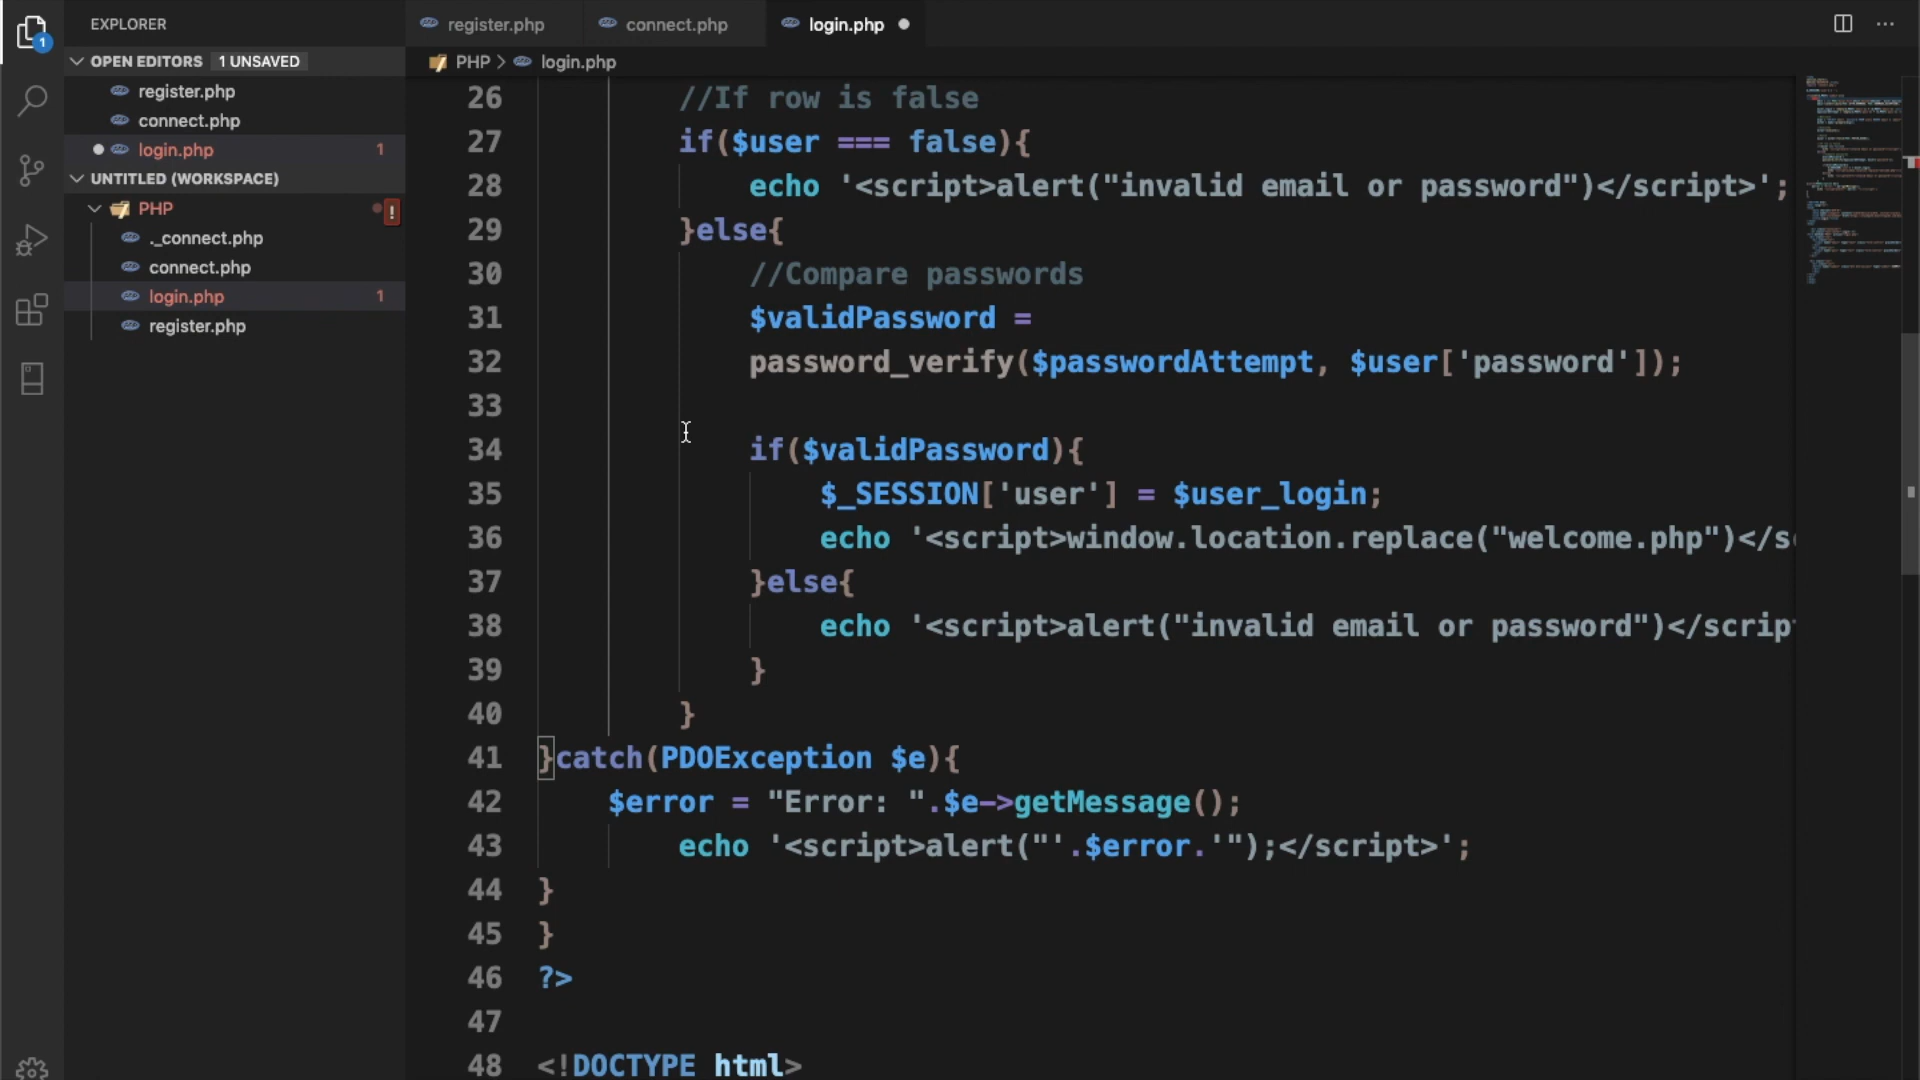 EXPLORER
OPEN EDITORS 1 UNSAVED
register.php
connect.php
login.php 1
UNTITLED (WORKSPACE)
PHP !
._connect.php
connect.php
login.php 1
register.php
1
register.php connect.php login.php
PHP > login.php
26 //If row is false
27 if($user === false){
28 echo '<script>alert("invalid email or password")</script>';
29 }else{
30 //Compare passwords
31 $validPassword =
32 password_verify($passwordAttempt, $user['password']);
33
34 if($validPassword){
35 $_SESSION['user'] = $user_login;
36 echo '<script>window.location.replace("welcome.php")</s
37 }else{
38 echo '<script>alert("invalid email or password")</scrip
39 }
40 }
41 }catch(PDOException $e){
42 $error = "Error: ".$e->getMessage();
43 echo '<script>alert("'.$error.'");</script>';
44 }
45 }
46 ?>
47
48 <!DOCTYPE html>